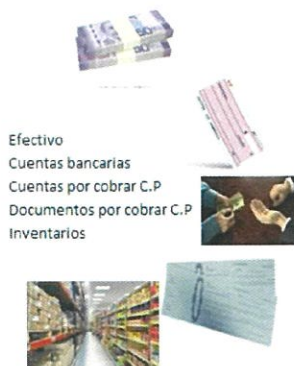 Efectivo
Cuentas bancarias
Cuentas por cobrar C.P
Documentos por cobrar C.P
Inventarios